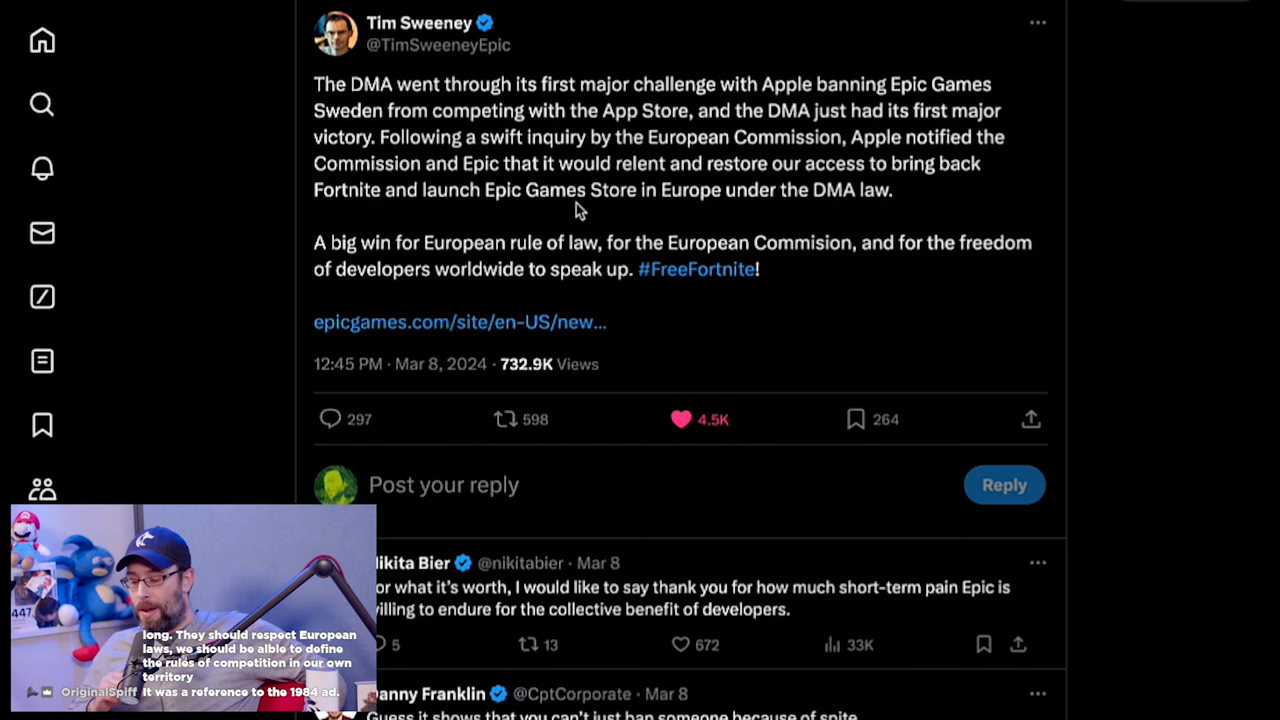 Tim Sweeney
@TimSweeneyEpic
The DMA went through its first major challenge with Apple banning Epic Games
Sweden from competing with the App Store, and the DMA just had its first major
victory. Following a swift inquiry by the European Commission, Apple notified the
Commission and Epic that it would relent and restore our access to bring back
Fortnite and launch Epic Games Store in Europe under the DMA law.
A big win for European rule of law, for the European Commision, and for the freedom
of developers worldwide to speak up. #FreeFortnite!
epicgames.com/site/en-US/new...
12:45 PM · Mar 8, 2024 · 732.9K Views
297 598 4.5K 264
Post your reply
Reply
ikita Bier @nikitabier · Mar 8
or what it's worth, I would like to say thank you for how much short-term pain Epic is
villing to endure for the collective benefit of developers.
5 13 672 33K
anny Franklin @CptCorporate · Mar 8
Guess it shows that you can't just ban someone because of spite
447
long. They should respect European
laws, we should be alble to define
the rules of competition in our own
territory
OriginalSpiff It was a reference to the 1984 ad.